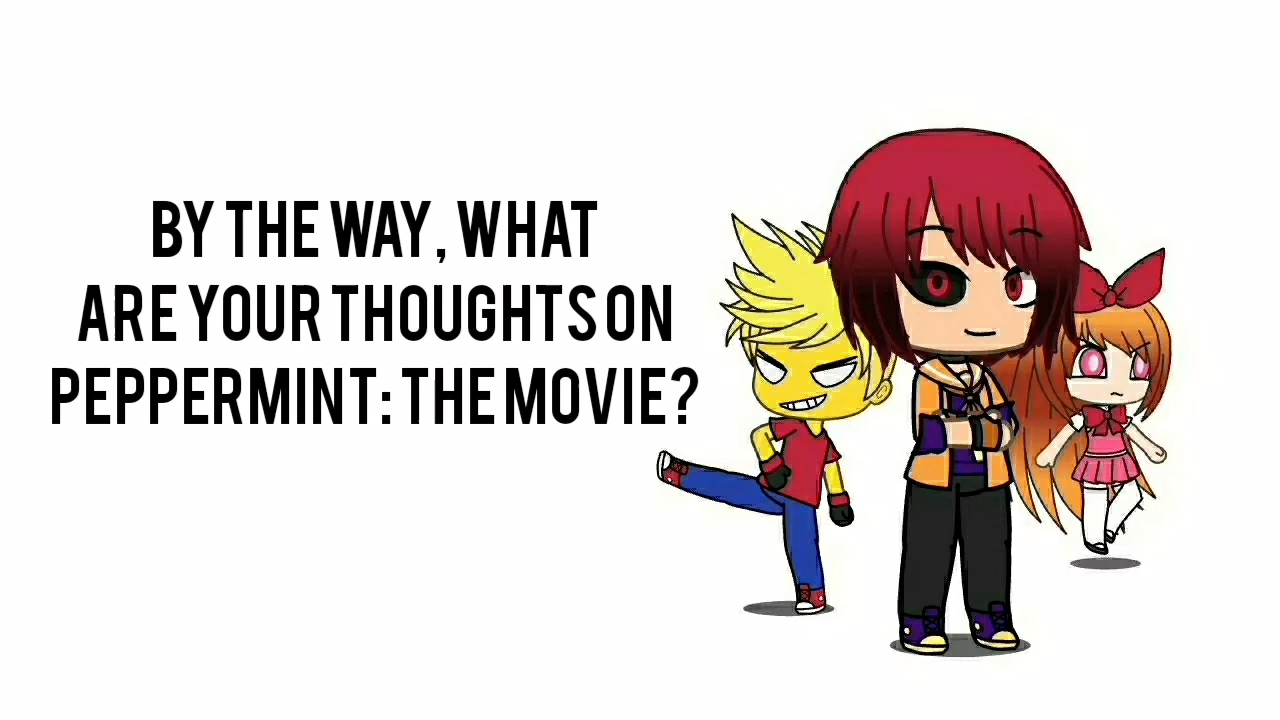 BY THE WAY, WHAT
ARE YOUR THOUGHTS ON
PEPPERMINT: THE MOVIE?